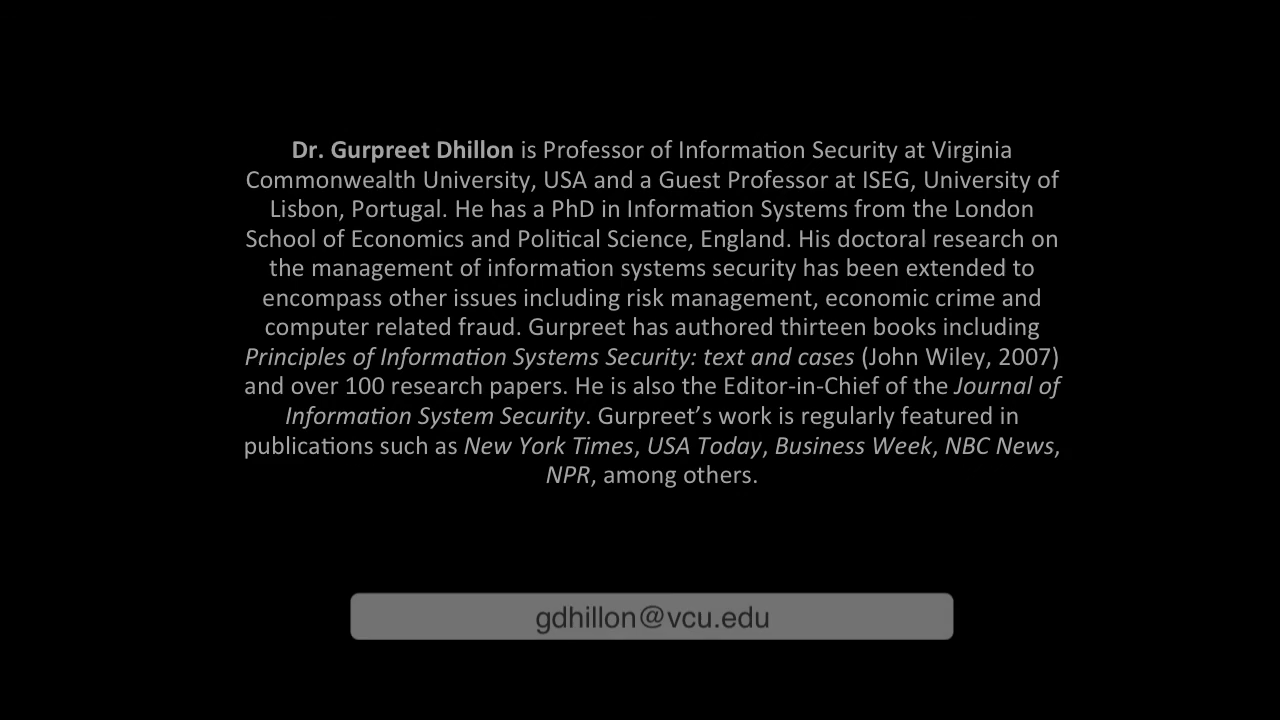 Dr. Gurpreet Dhillon is Professor of Information Security at Virginia
Commonwealth University, USA and a Guest Professor at ISEG, University of
Lisbon, Portugal. He has a PhD in Information Systems from the London
School of Economics and Political Science, England. His doctoral research on
the management of information systems security has been extended to
encompass other issues including risk management, economic crime and
computer related fraud. Gurpreet has authored thirteen books including
Principles of Information Systems Security: text and cases (John Wiley, 2007)
and over 100 research papers. He is also the Editor-in-Chief of the Journal of
Information System Security. Gurpreet’s work is regularly featured in
publications such as New York Times, USA Today, Business Week, NBC News,
NPR, among others.
gdhillon@vcu.edu